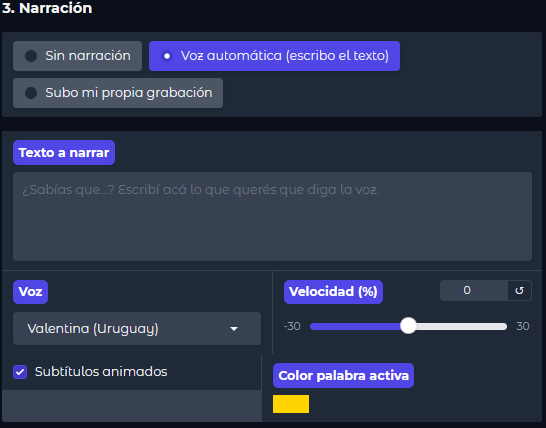 3. Narración
Sin narración
Voz automática (escribo el texto)
Subo mi propia grabación
Texto a narrar
¿Sabías que...? Escribí acá lo que querés que diga la voz.
Voz
Velocidad (%)
0
↺
Valentina (Uruguay)
-30
30
Subtítulos animados
Color palabra activa